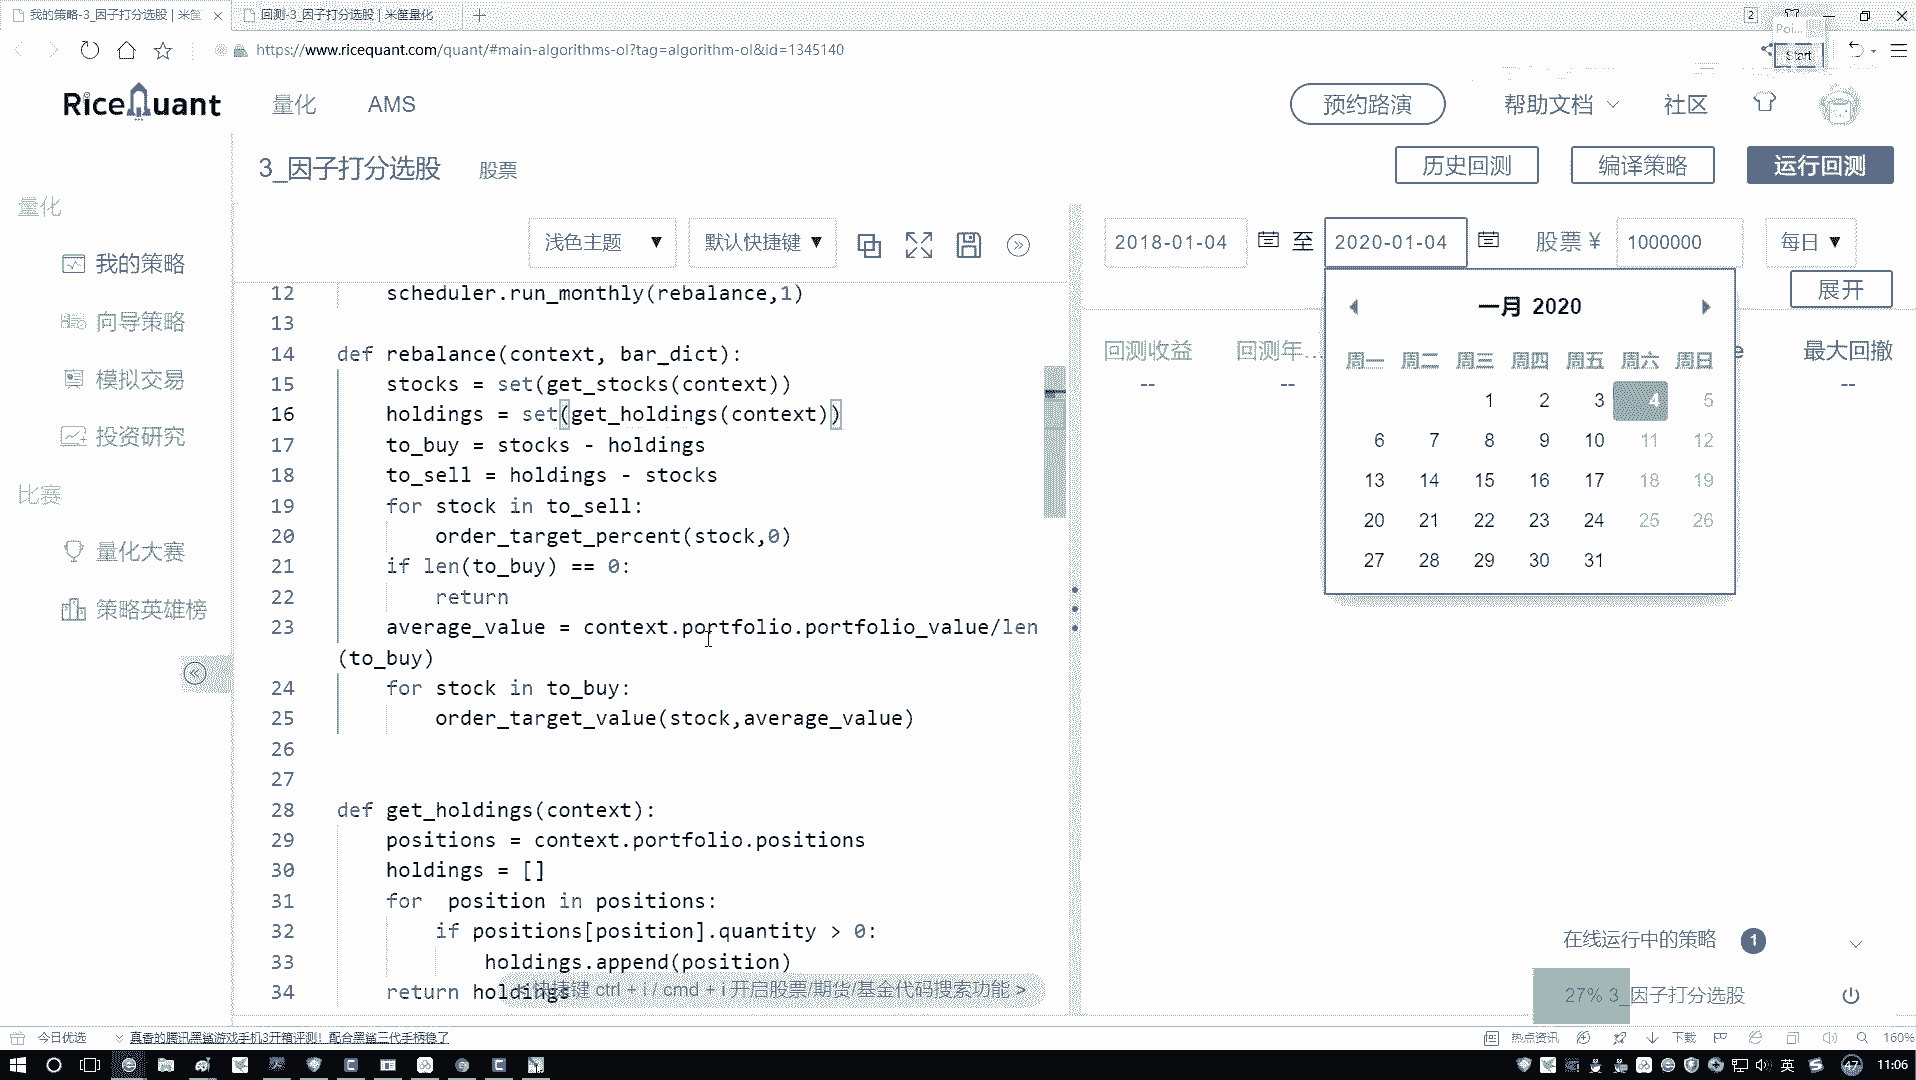 我的策略-3_因子打分选股 | 米筐
回测-3_因子打分选股 | 米筐量化
2
https://www.ricequant.com/quant/#main-algorithms-ol?tag=algorithm-ol&id=1345140
Poi...
Start
RiceQuant
量化
AMS
预约路演
帮助文档
社区
3_因子打分选股
股票
历史回测
编译策略
运行回测
量化
我的策略
向导策略
模拟交易
投资研究
比赛
量化大赛
策略英雄榜
浅色主题 ▼
默认快捷键 ▼
2018-01-04 至 2020-01-04 股票 ¥ 1000000 每日 ▼
展开
12 scheduler.run_monthly(rebalance,1)
13
14 def rebalance(context, bar_dict):
15 stocks = set(get_stocks(context))
16 holdings = set(get_holdings(context))
17 to_buy = stocks - holdings
18 to_sell = holdings - stocks
19 for stock in to_sell:
20 order_target_percent(stock,0)
21 if len(to_buy) == 0:
22 return
23 average_value = context.portfolio.portfolio_value/len
(to_buy)
24 for stock in to_buy:
25 order_target_value(stock,average_value)
26
27
28 def get_holdings(context):
29 positions = context.portfolio.positions
30 holdings = []
31 for position in positions:
32 if positions[position].quantity > 0:
33 holdings.append(position)
34 return holdings
快捷键 ctrl + i / cmd + i 开启股票/期货/基金代码搜索功能 >
一月 2020
周一 周二 周三 周四 周五 周六 周日
1 2 3 4 5
6 7 8 9 10 11 12
13 14 15 16 17 18 19
20 21 22 23 24 25 26
27 28 29 30 31
回测收益
--
回测年...
--
e
最大回撤
--
在线运行中的策略 1
27% 3_因子打分选股
今日优选
真香的腾讯黑鲨游戏手机3开箱评测！配合黑鲨三代手柄稳了
热点资讯
下载
160%
英
47
11:06